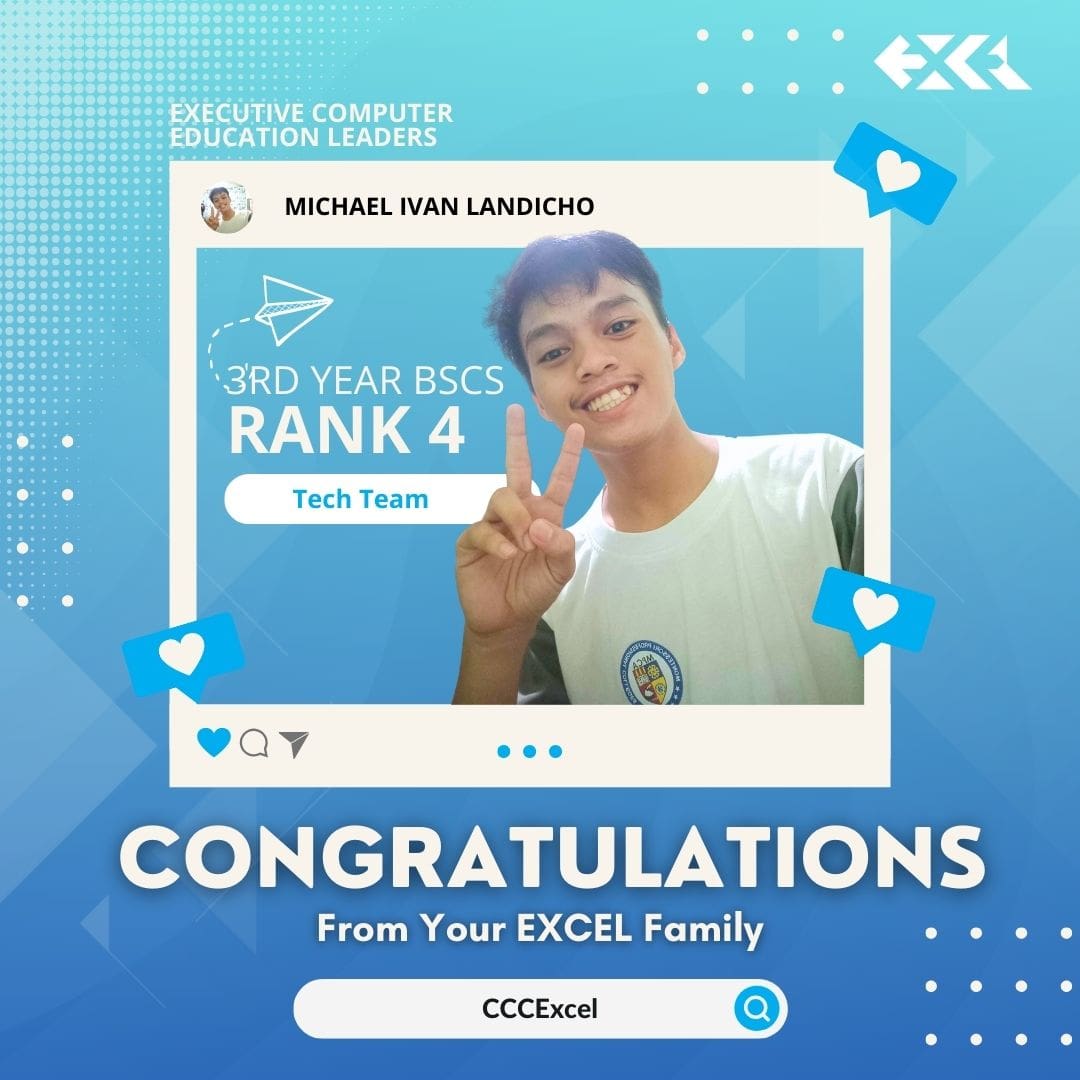 EXCEL
EXECUTIVE COMPUTER
EDUCATION LEADERS
MICHAEL IVAN LANDICHO
3RD YEAR BSCS
RANK 4
Tech Team
CONGRATULATIONS
From Your EXCEL Family
CCCExcel